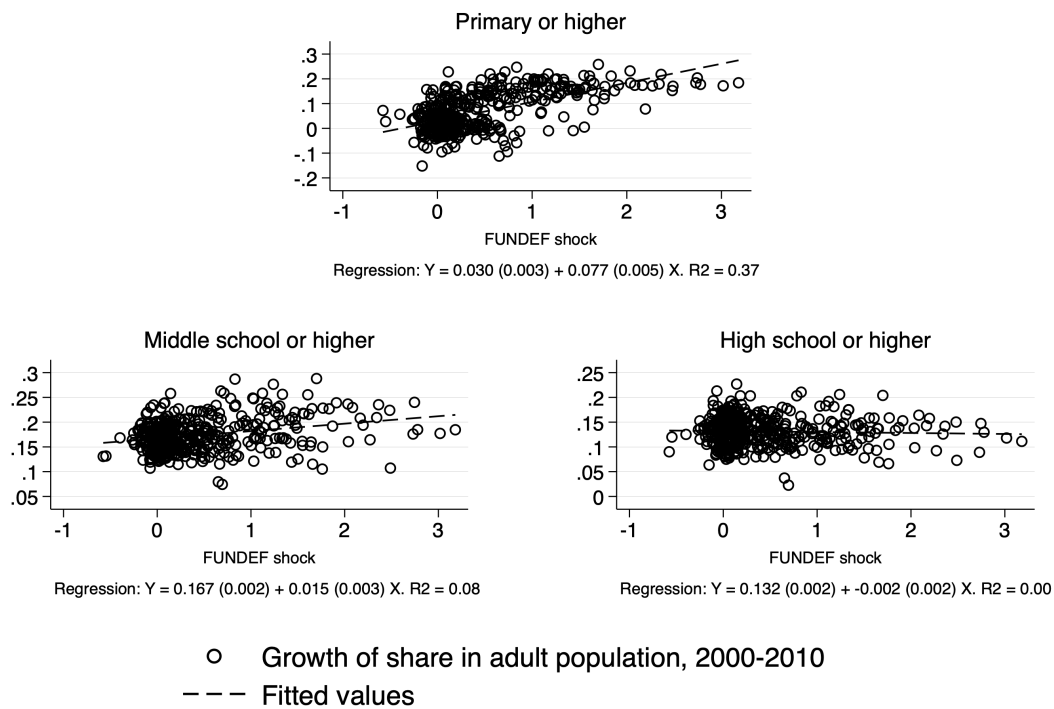 Primary or higher
.3
.2
.1
0
-.1
-.2
-1 0 1 2 3
FUNDEF shock
Regression: Y = 0.030 (0.003) + 0.077 (0.005) X. R2 = 0.37
Middle school or higher
.3
.25
.2
.15
.1
.05
-1 0 1 2 3
FUNDEF shock
Regression: Y = 0.167 (0.002) + 0.015 (0.003) X. R2 = 0.08
High school or higher
.25
.2
.15
.1
.05
0
-1 0 1 2 3
FUNDEF shock
Regression: Y = 0.132 (0.002) + -0.002 (0.002) X. R2 = 0.00
Growth of share in adult population, 2000-2010
Fitted values